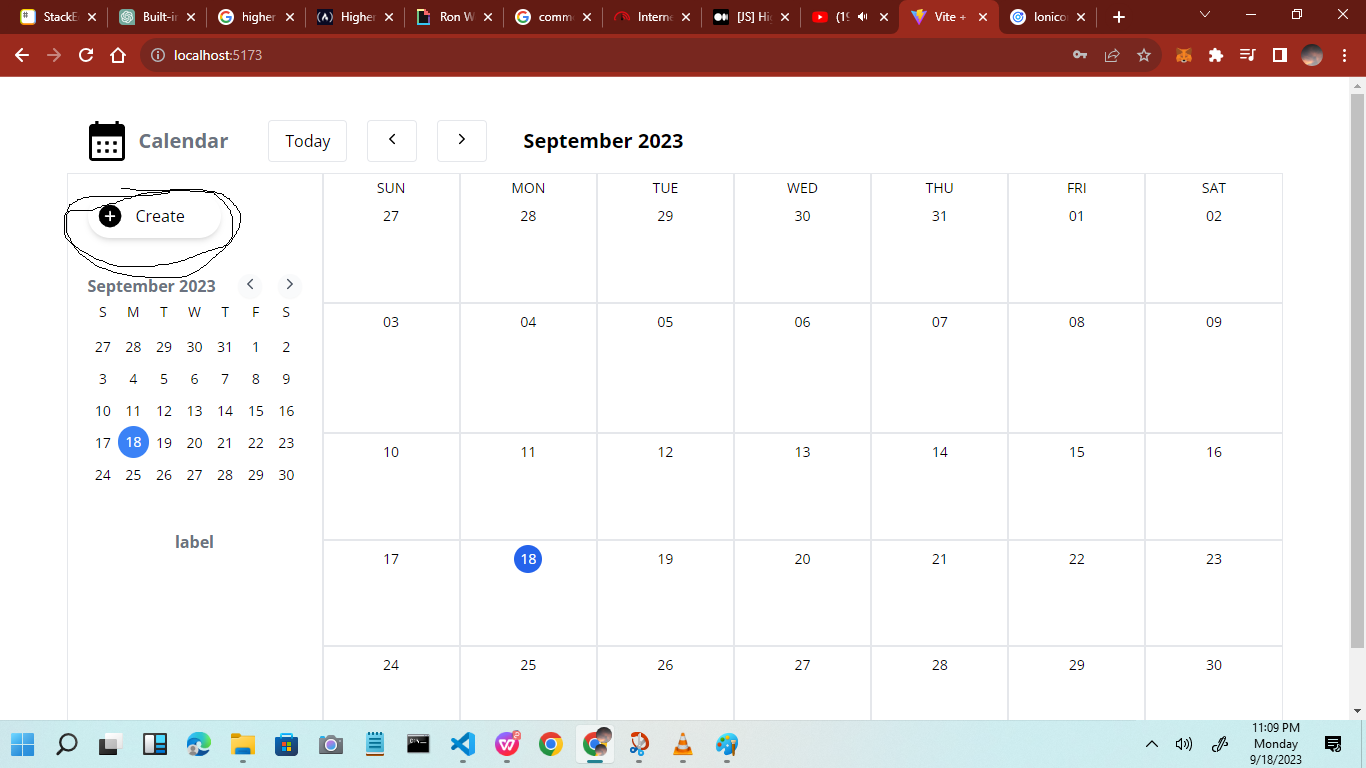 StackE
Built-in
higher
Higher
Ron W
comm
Interne
[JS] Hi
(19
Vite +
Ionico
localhost:5173
Calendar Today September 2023
Create
SUN MON TUE WED THU FRI SAT
27 28 29 30 31 01 02
03 04 05 06 07 08 09
10 11 12 13 14 15 16
17 18 19 20 21 22 23
24 25 26 27 28 29 30
September 2023
S M T W T F S
27 28 29 30 31 1 2
3 4 5 6 7 8 9
10 11 12 13 14 15 16
17 18 19 20 21 22 23
24 25 26 27 28 29 30
label
11:09 PM
Monday
9/18/2023